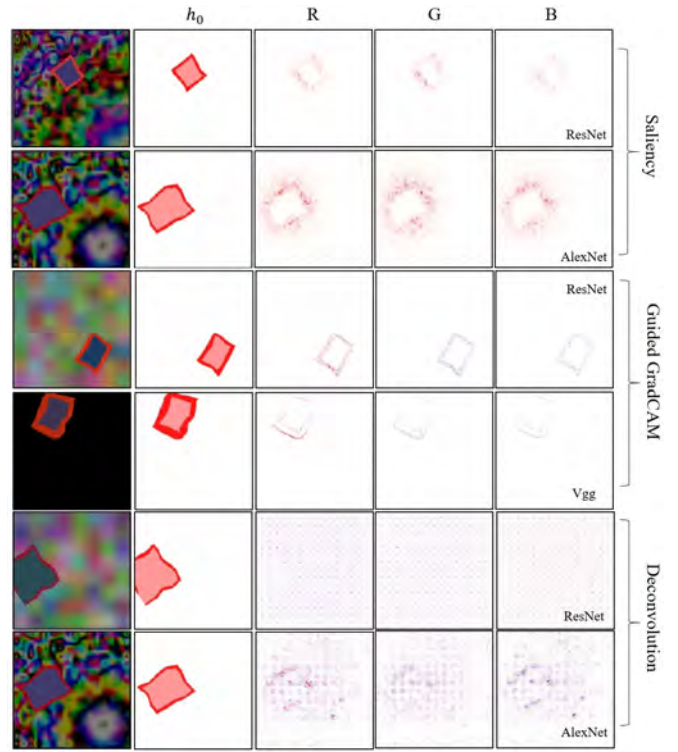 h₀ R G B
ResNet
AlexNet
Saliency
ResNet
Vgg
Guided GradCAM
ResNet
AlexNet
Deconvolution